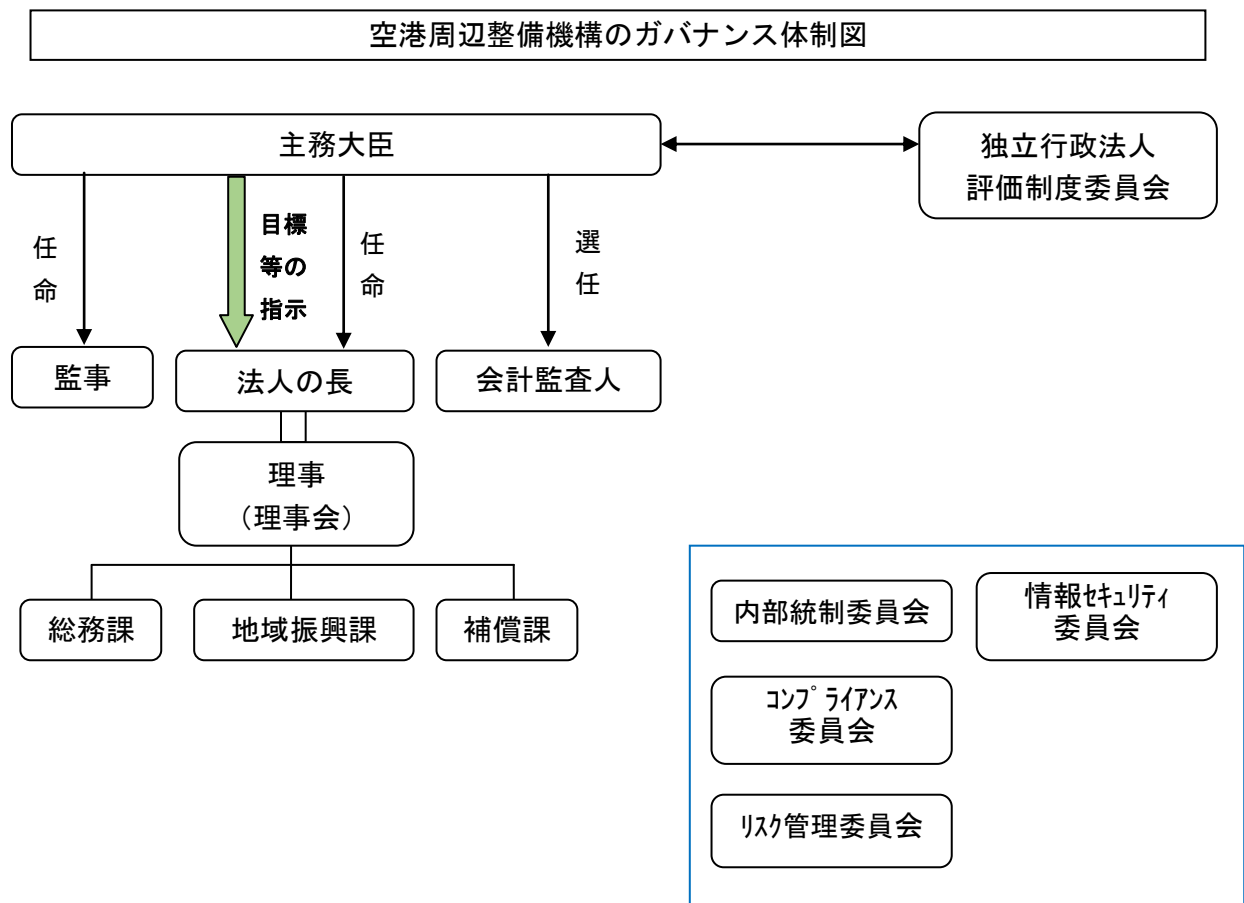 空港周辺整備機構のガバナンス体制図
主務大臣
独立行政法人
評価制度委員会
任命
目標
等の
指示
任命
選任
監事
法人の長
会計監査人
理事
（理事会）
総務課
地域振興課
補償課
内部統制委員会
情報ｾｷｭﾘﾃｨ
委員会
ｺﾝﾌﾟﾗｲｱﾝｽ
委員会
ﾘｽｸ管理委員会